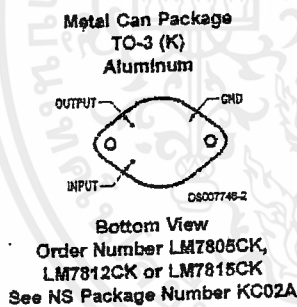 Metal Can Package
TO-3 (K)
Aluminum
OUTPUT
GND
INPUT
DS007746-2
Bottom View
Order Number LM7805CK,
LM7812CK or LM7815CK
See NS Package Number KC02A